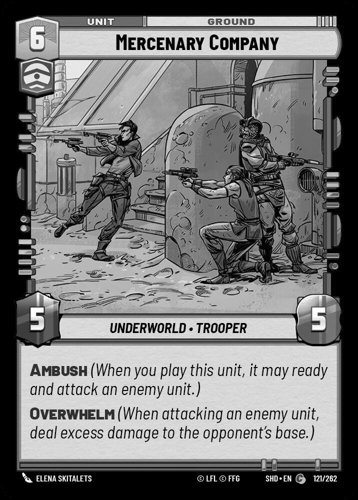 UNIT GROUND
6 MERCENARY COMPANY
5 5
UNDERWORLD • TROOPER
AMBUSH (When you play this unit, it may ready
and attack an enemy unit.)
OVERWHELM (When attacking an enemy unit,
deal excess damage to the opponent's base.)
ELENA SKITALETS © LFL © FFG SHD • EN C 121/262